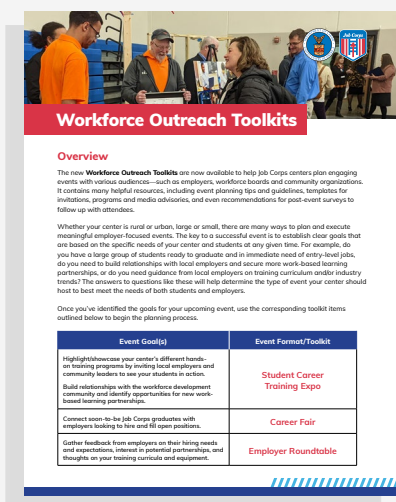 Job Corps
Workforce Outreach Toolkits
Overview
The new Workforce Outreach Toolkits are now available to help Job Corps centers plan engaging
events with various audiences—such as employers, workforce boards and community organizations.
It contains many helpful resources, including event planning tips and guidelines, templates for
invitations, programs and media advisories, and even recommendations for post-event surveys to
follow up with attendees.
Whether your center is rural or urban, large or small, there are many ways to plan and execute
meaningful employer-focused events. The key to a successful event is to establish clear goals that
are based on the specific needs of your center and students at any given time. For example, do
you have a large group of students ready to graduate and in immediate need of entry-level jobs,
do you need to build relationships with local employers and secure more work-based learning
partnerships, or do you need guidance from local employers on training curriculum and/or industry
trends? The answers to questions like these will help determine the type of event your center should
host to best meet the needs of both students and employers.
Once you've identified the goals for your upcoming event, use the corresponding toolkit items
outlined below to begin the planning process.
Event Goal(s)
Event Format/Toolkit
Highlight/showcase your center's different hands-
on training programs by inviting local employers and
community leaders to see your students in action.
Build relationships with the workforce development
community and identify opportunities for new work-
based learning partnerships.
Student Career
Training Expo
Connect soon-to-be Job Corps graduates with
employers looking to hire and fill open positions.
Career Fair
Gather feedback from employers on their hiring needs
and expectations, interest in potential partnerships, and
thoughts on your training curricula and equipment.
Employer Roundtable